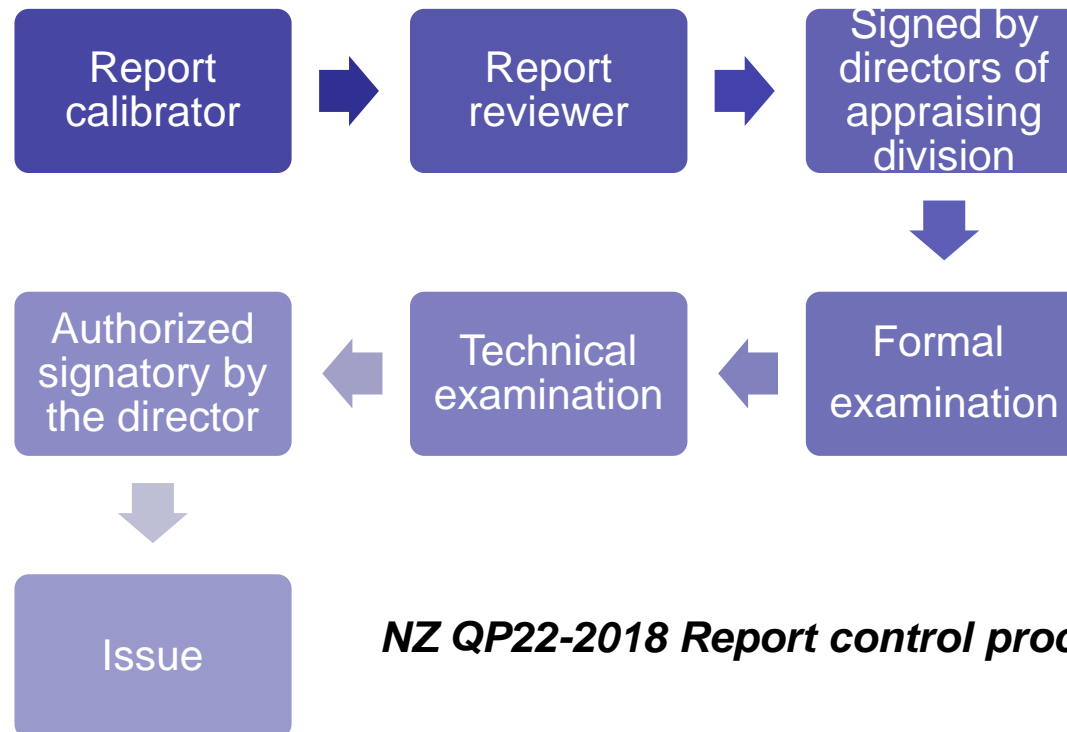 Report
calibrator
Report
reviewer
Signed by
directors of
appraising
division
Formal
examination
Technical
examination
Authorized
signatory by
the director
Issue
NZ QP22-2018 Report control proc